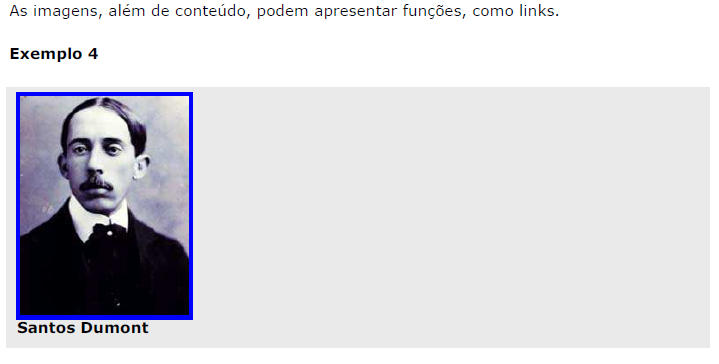 As imagens, além de conteúdo, podem apresentar funções, como links.
Exemplo 4
Santos Dumont